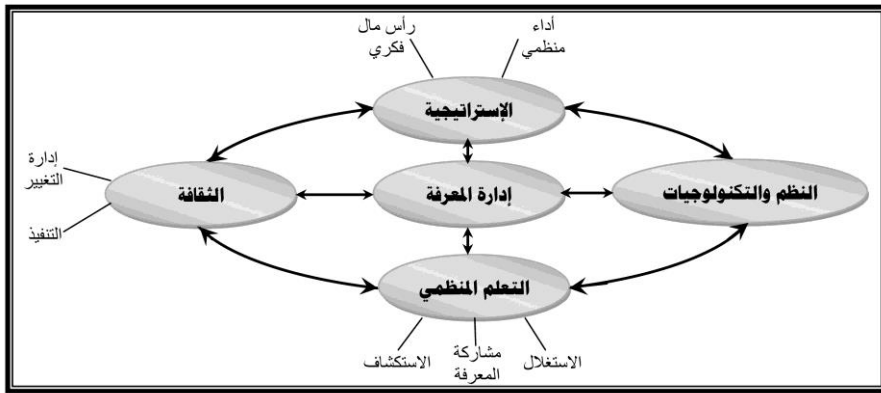 أداء
منظمي
رأس مال
فكري
الإستراتيجية
إدارة
التغيير
النظم والتكنولوجيات
إدارة المعرفة
الثقافة
التنفيذ
التعلم المنظمي
الاستغلال
مشاركة
المعرفة
الاستكشاف